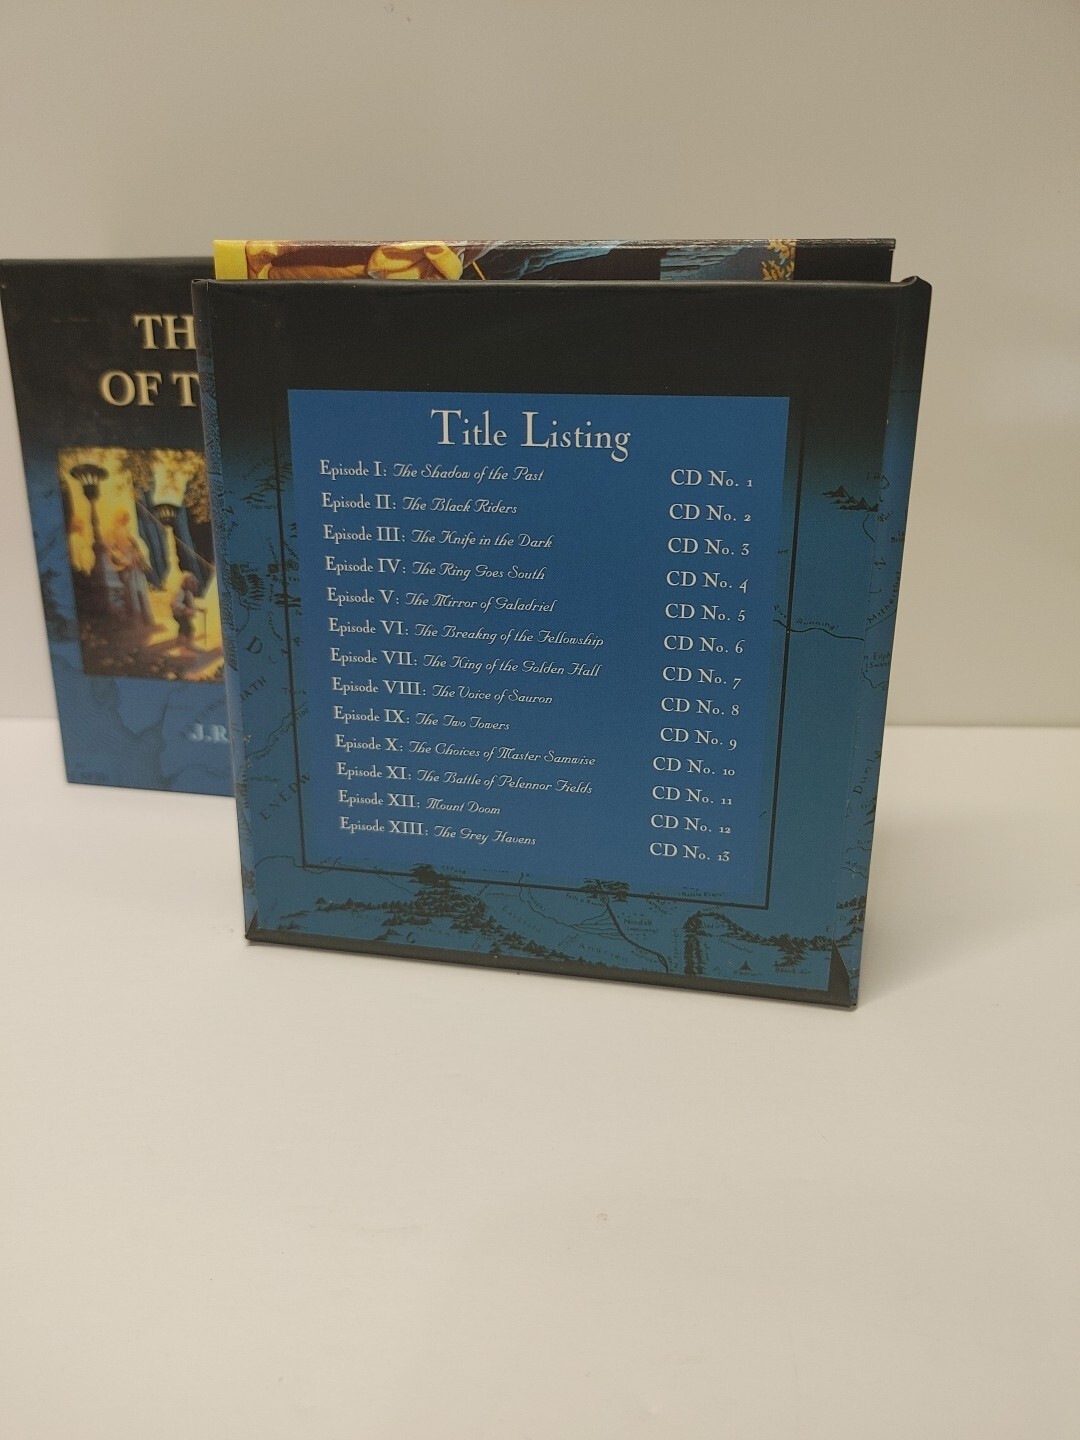 TH
OF T
J.R
Title Listing
Episode I: The Shadow of the Past CD No. 1
Episode II: The Black Riders CD No. 2
Episode III: The Knife in the Dark CD No. 3
Episode IV: The Ring Goes South CD No. 4
Episode V: The Mirror of Galadriel CD No. 5
Episode VI: The Breakng of the Fellowship CD No. 6
Episode VII: The King of the Golden Hall CD No. 7
Episode VIII: The Voice of Sauron CD No. 8
Episode IX: The Two Towers CD No. 9
Episode X: The Choices of Master Samwise CD No. 10
Episode XI: The Battle of Pelennor Fields CD No. 11
Episode XII: Mount Doom CD No. 12
Episode XIII: The Grey Havens CD No. 13